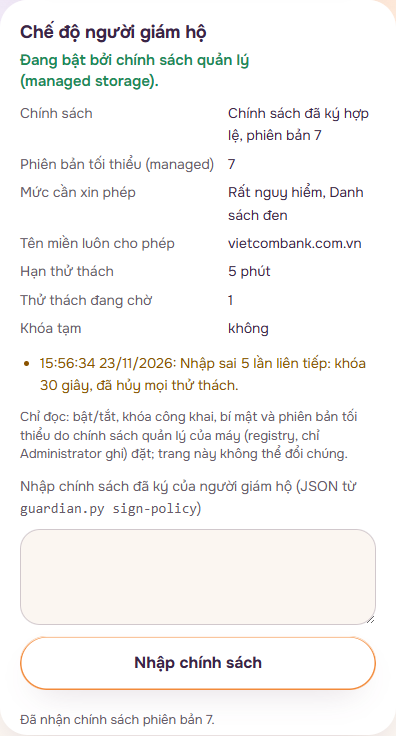 Chế độ người giám hộ
Đang bật bởi chính sách quản lý
(managed storage).
Chính sách
Chính sách đã ký hợp
lệ, phiên bản 7
Phiên bản tối thiểu (managed) 7
Mức cần xin phép
Rất nguy hiểm, Danh
sách đen
Tên miền luôn cho phép vietcombank.com.vn
Hạn thử thách 5 phút
Thử thách đang chờ 1
Khóa tạm không
• 15:56:34 23/11/2026: Nhập sai 5 lần liên tiếp: khóa
30 giây, đã hủy mọi thử thách.
Chỉ đọc: bật/tắt, khóa công khai, bí mật và phiên bản tối
thiểu do chính sách quản lý của máy (registry, chỉ
Administrator ghi) đặt; trang này không thể đổi chúng.
Nhập chính sách đã ký của người giám hộ (JSON từ
guardian.py sign-policy)
Nhập chính sách
Đã nhận chính sách phiên bản 7.